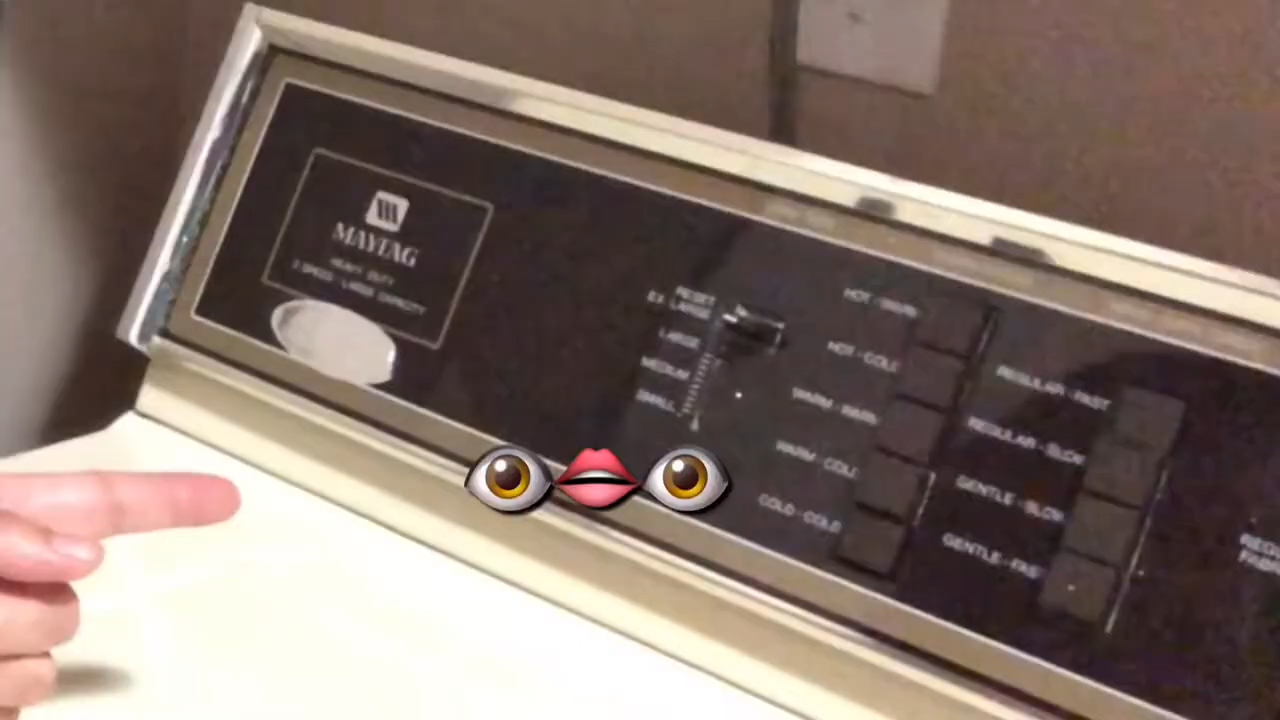 MAYTAG
HEAVY DUTY
2 SPEED · LARGE CAPACITY
RESET
EX. LARGE
LARGE
MEDIUM
SMALL
HOT - WARM
HOT - COLD
WARM - WARM
WARM - COLD
COLD - COLD
REGULAR - FAST
REGULAR - SLOW
GENTLE - SLOW
GENTLE - FAST